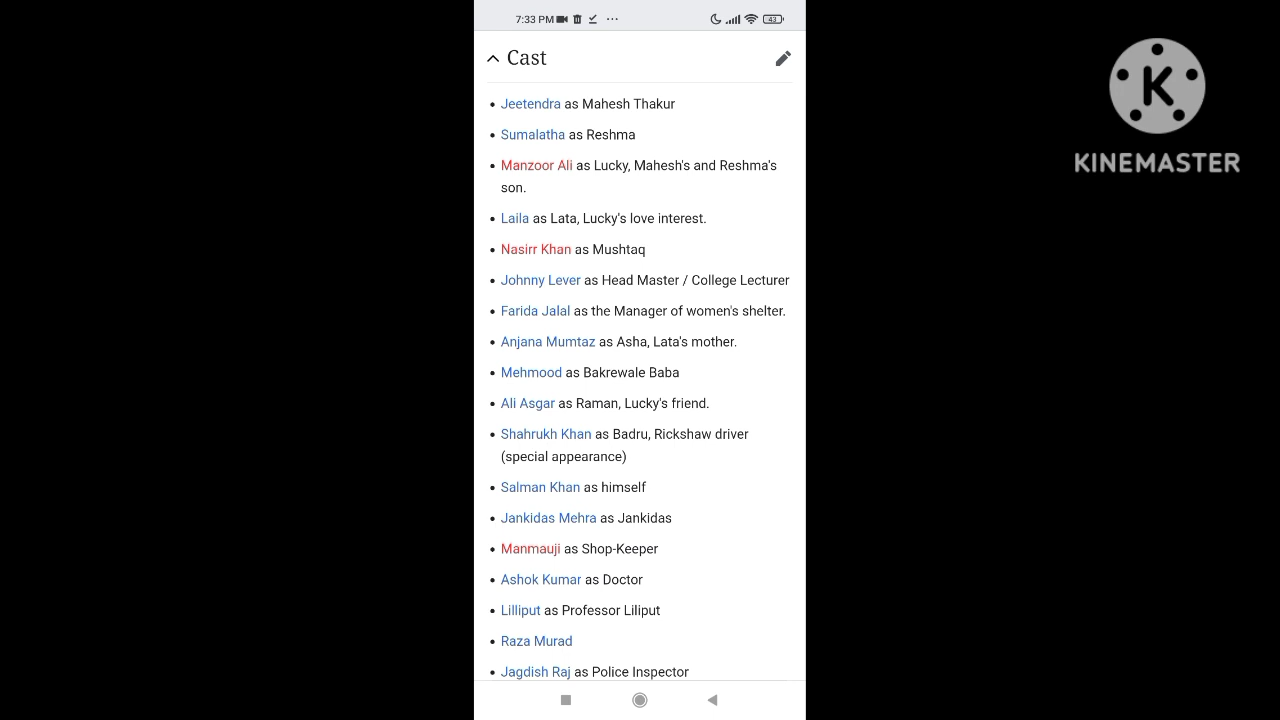 7:33 PM
43
Cast
Jeetendra as Mahesh Thakur
Sumalatha as Reshma
Manzoor Ali as Lucky, Mahesh's and Reshma's
son.
Laila as Lata, Lucky's love interest.
Nasirr Khan as Mushtaq
Johnny Lever as Head Master / College Lecturer
Farida Jalal as the Manager of women's shelter.
Anjana Mumtaz as Asha, Lata's mother.
Mehmood as Bakrewale Baba
Ali Asgar as Raman, Lucky's friend.
Shahrukh Khan as Badru, Rickshaw driver
(special appearance)
Salman Khan as himself
Jankidas Mehra as Jankidas
Manmauji as Shop-Keeper
Ashok Kumar as Doctor
Lilliput as Professor Liliput
Raza Murad
Jagdish Raj as Police Inspector
K
KINEMASTER